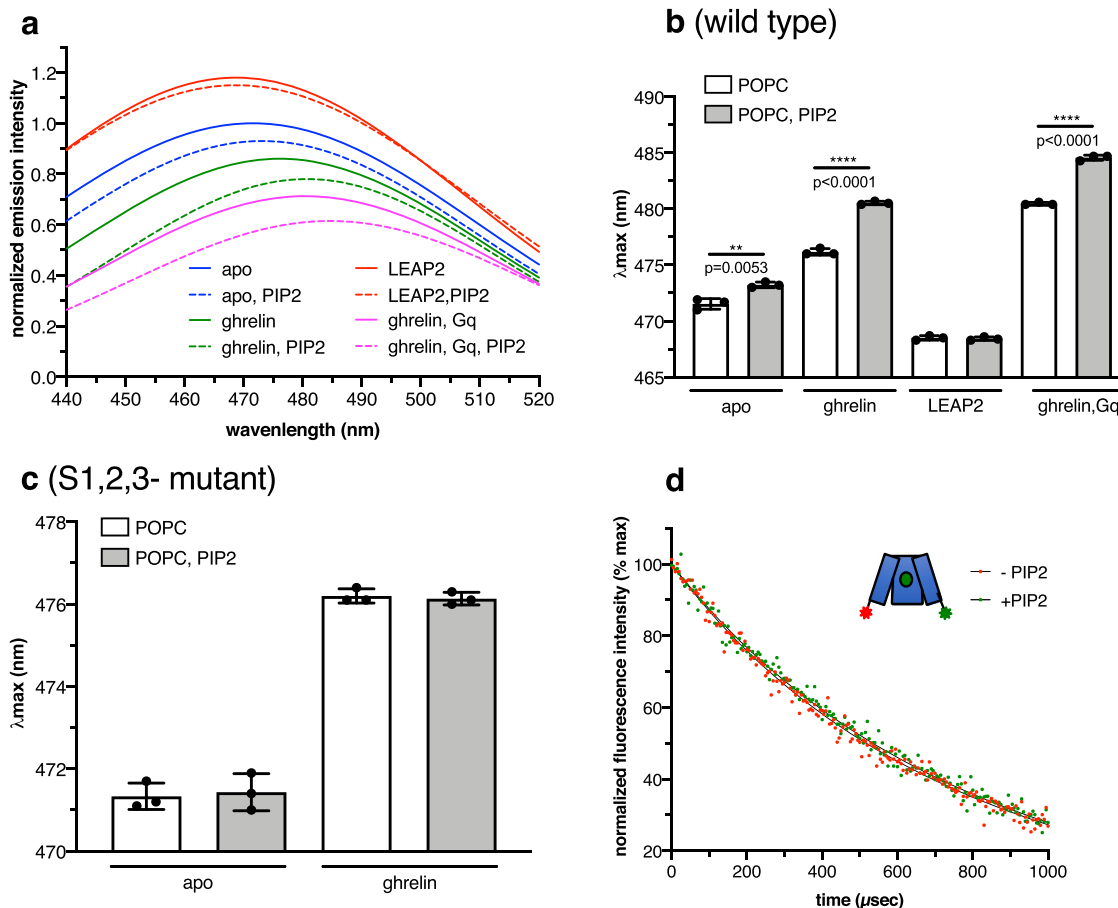 a
normalized emission intensity
1.2
1.0
0.8
0.6
0.4
0.2
0.0
440
450
460
470
480
490
500
510
520
wavenlength (nm)
apo
apo, PIP2
ghrelin
ghrelin, PIP2
LEAP2
LEAP2,PIP2
ghrelin, Gq
ghrelin, Gq, PIP2
b (wild type)
POPC
POPC, PIP2
λmax (nm)
490
485
480
475
470
465
**
p=0.0053
****
p<0.0001
****
p<0.0001
apo
ghrelin
LEAP2
ghrelin,Gq
c (S1,2,3- mutant)
POPC
POPC, PIP2
λmax (nm)
478
476
474
472
470
apo
ghrelin
d
normalized fluorescence intensity (% max)
100
80
60
40
20
0
200
400
600
800
1000
time (µsec)
- PIP2
+PIP2